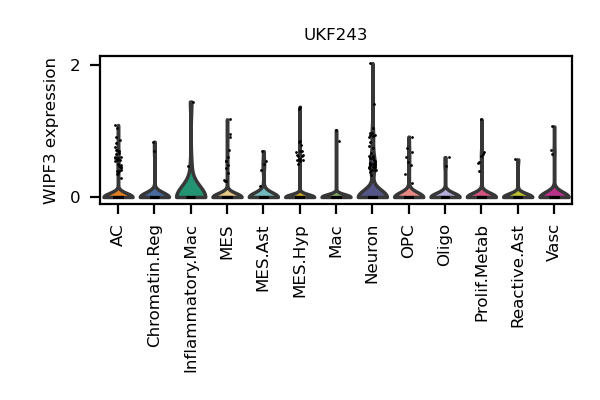 UKF243
WIPF3 expression
2
0
AC
Chromatin.Reg
Inflammatory.Mac
MES
MES.Ast
MES.Hyp
Mac
Neuron
OPC
Oligo
Prolif.Metab
Reactive.Ast
Vasc